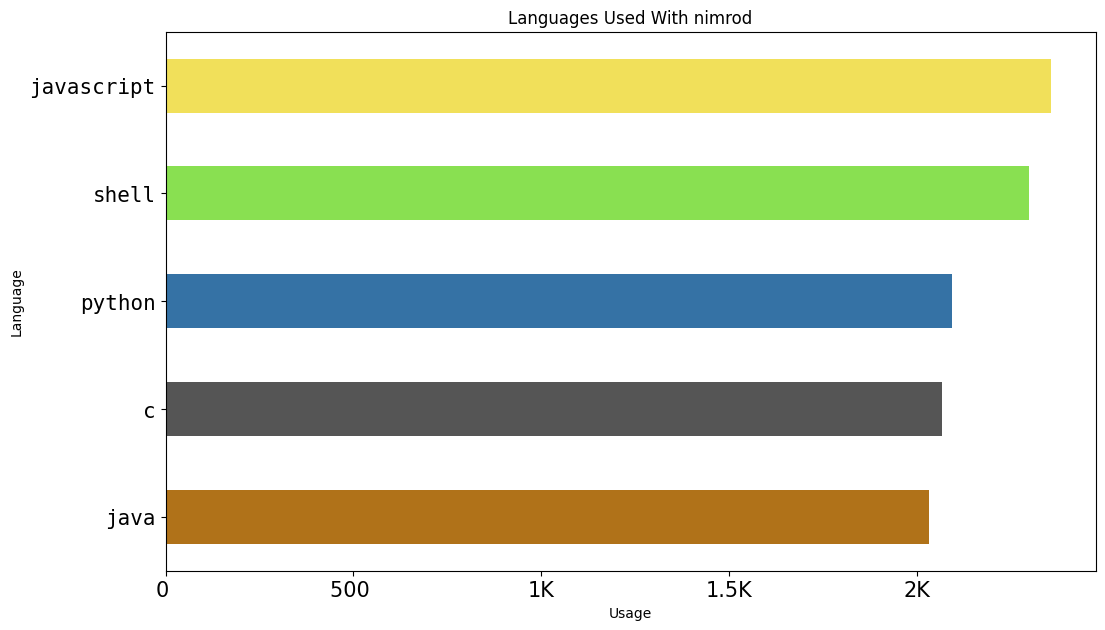 Languages Used With nimrod
javascript
shell
python
c
java
Language
0 500 1K 1.5K 2K
Usage